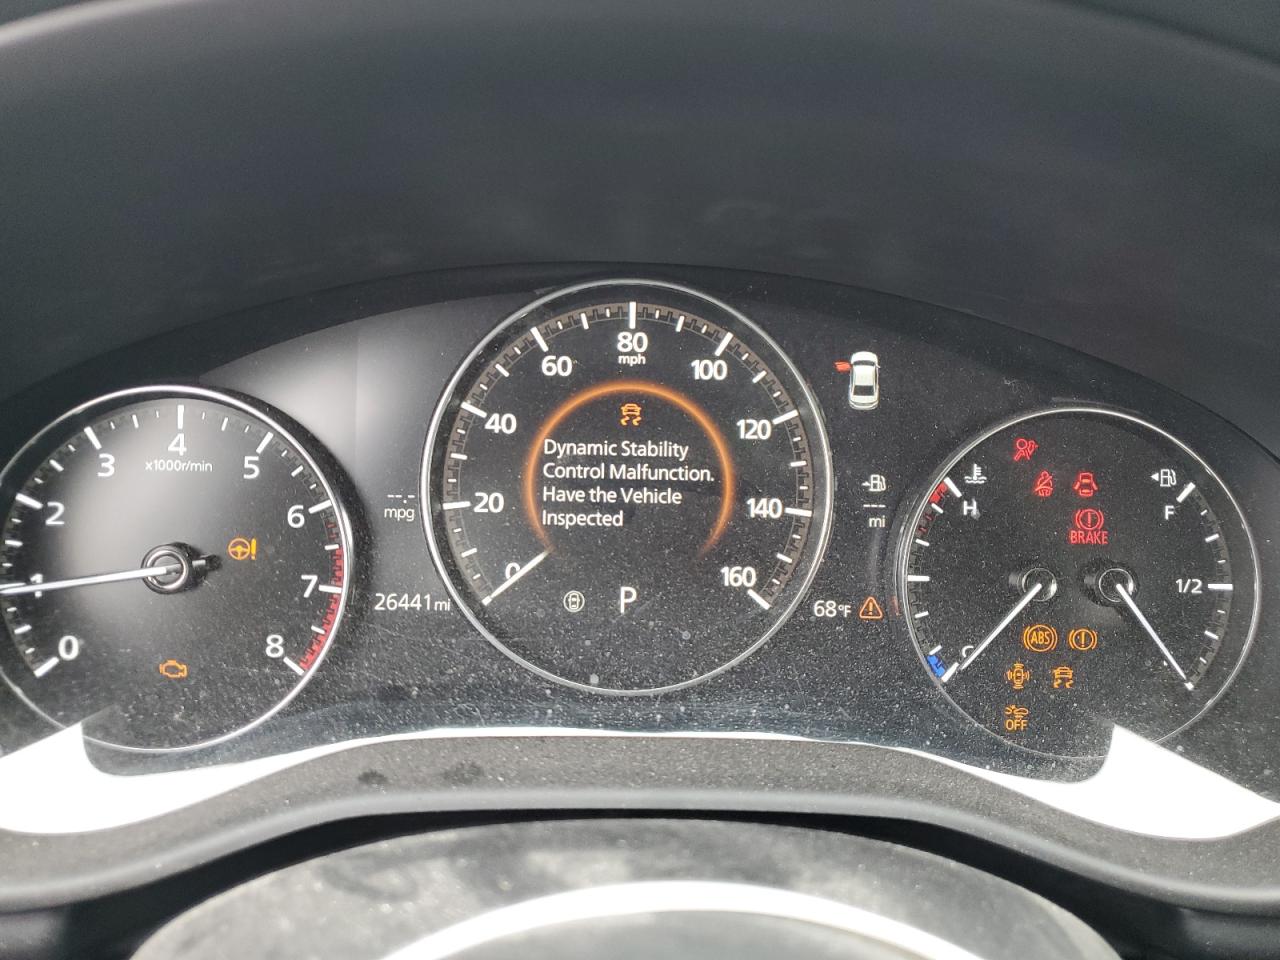 80
mph
60
100
40
120
4
x1000r/min
3
5
Dynamic Stability
Control Malfunction.
Have the Vehicle
Inspected
20
140
2
6
mpg
mi
H
F
BRAKE
1
7
0
160
1/2
26441 mi
P
68°F
0
8
ABS
OFF